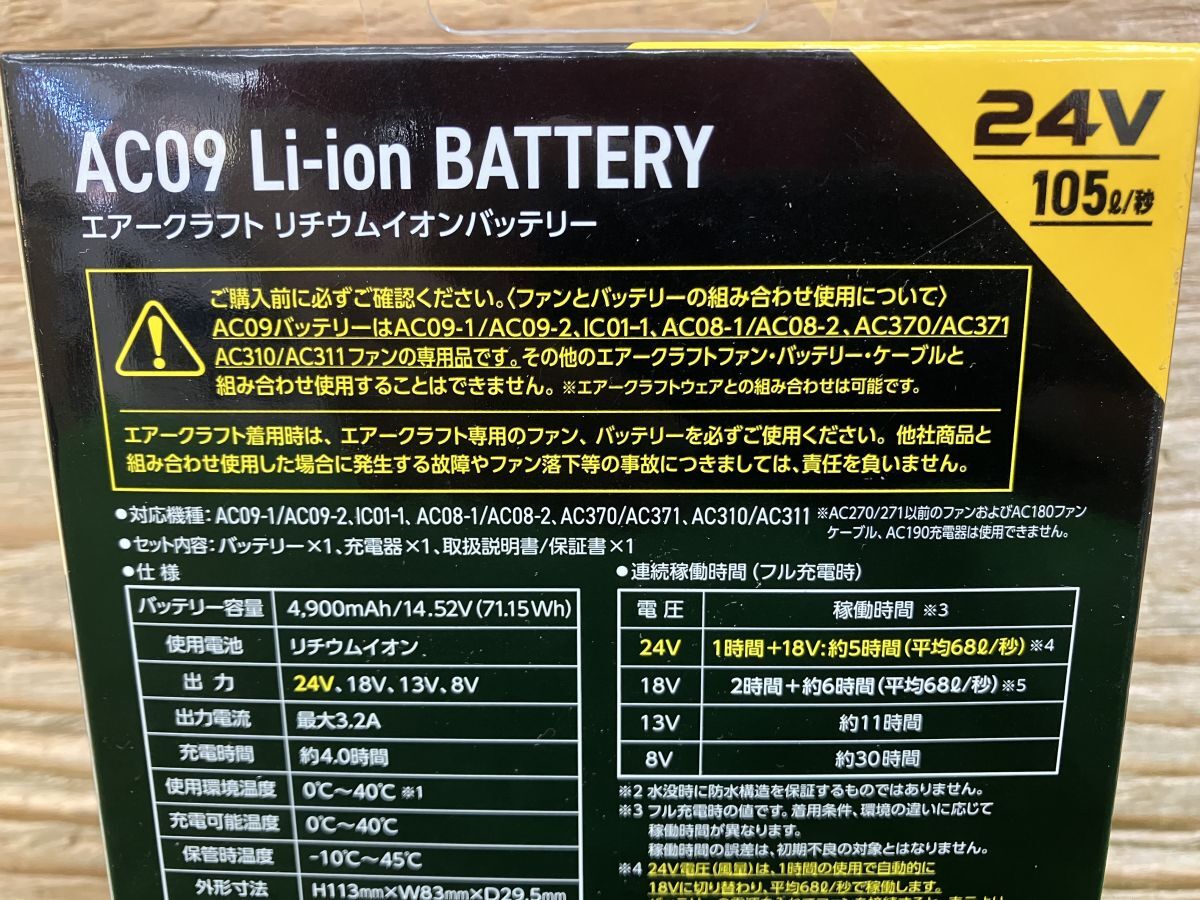 24V
105ℓ/秒
AC09 Li-ion BATTERY
エアークラフト リチウムイオンバッテリー
ご購入前に必ずご確認ください。〈ファンとバッテリーの組み合わせ使用について〉
AC09バッテリーはAC09-1/AC09-2、IC01-1、AC08-1/AC08-2、AC370/AC371
AC310/AC311ファンの専用品です。その他のエアークラフトファン・バッテリー・ケーブルと
組み合わせ使用することはできません。※エアークラフトウェアとの組み合わせは可能です。
エアークラフト着用時は、エアークラフト専用のファン、バッテリーを必ずご使用ください。他社商品と
組み合わせ使用した場合に発生する故障やファン落下等の事故につきましては、責任を負いません。
●対応機種：AC09-1/AC09-2、IC01-1、AC08-1/AC08-2、AC370/AC371、AC310/AC311 ※AC270/271以前のファンおよびAC180ファン
ケーブル、AC190充電器は使用できません。
●セット内容：バッテリー×1、充電器×1、取扱説明書/保証書×1
●仕様
バッテリー容量 4,900mAh/14.52V(71.15Wh)
使用電池 リチウムイオン
出力 24V、18V、13V、8V
出力電流 最大3.2A
充電時間 約4.0時間
使用環境温度 0℃〜40℃ ※1
充電可能温度 0℃〜40℃
保管時温度 -10℃〜45℃
外形寸法 H113mm×W83mm×D29.5mm
●連続稼働時間（フル充電時）
電圧 稼働時間 ※3
24V 1時間＋18V：約5時間（平均68ℓ/秒）※4
18V 2時間＋約6時間（平均68ℓ/秒）※5
13V 約11時間
8V 約30時間
※2 水没時に防水構造を保証するものではありません。
※3 フル充電時の値です。着用条件、環境の違いに応じて
稼働時間が異なります。
稼働時間の誤差は、初期不良の対象とはなりません。
※4 24V電圧（風量）は、1時間の使用で自動的に
18Vに切り替わり、平均68ℓ/秒で稼働します。